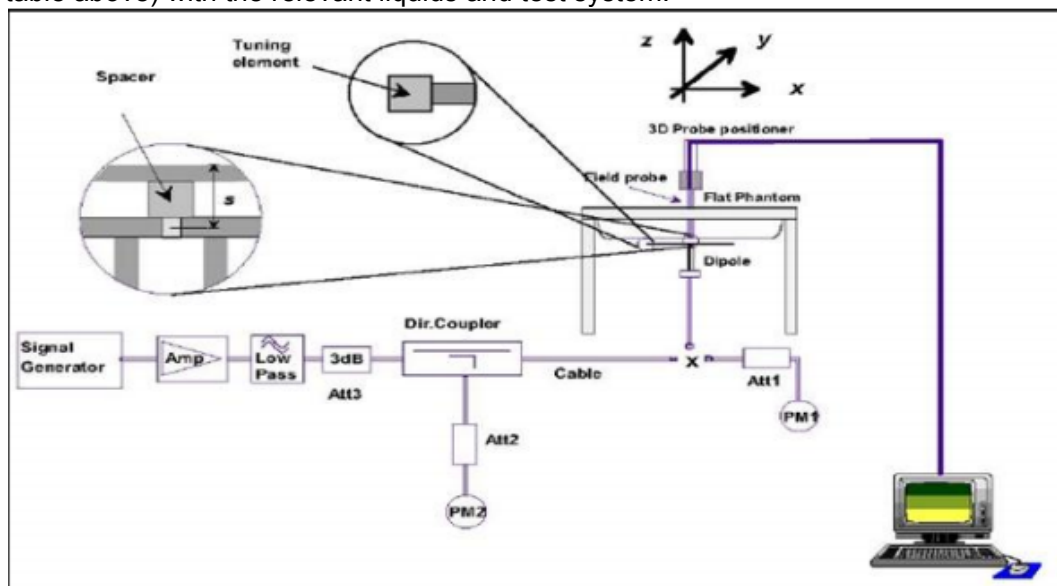 table above) with the relevant liquids and test system.
Tuning
element
Spacer
s
z
y
x
3D Probe positioner
Field probe
Flat Phantom
Dipole
Dir.Coupler
Signal
Generator
Amp
Low
Pass
3dB
Att3
Cable
x
Att1
PM1
Att2
PM2